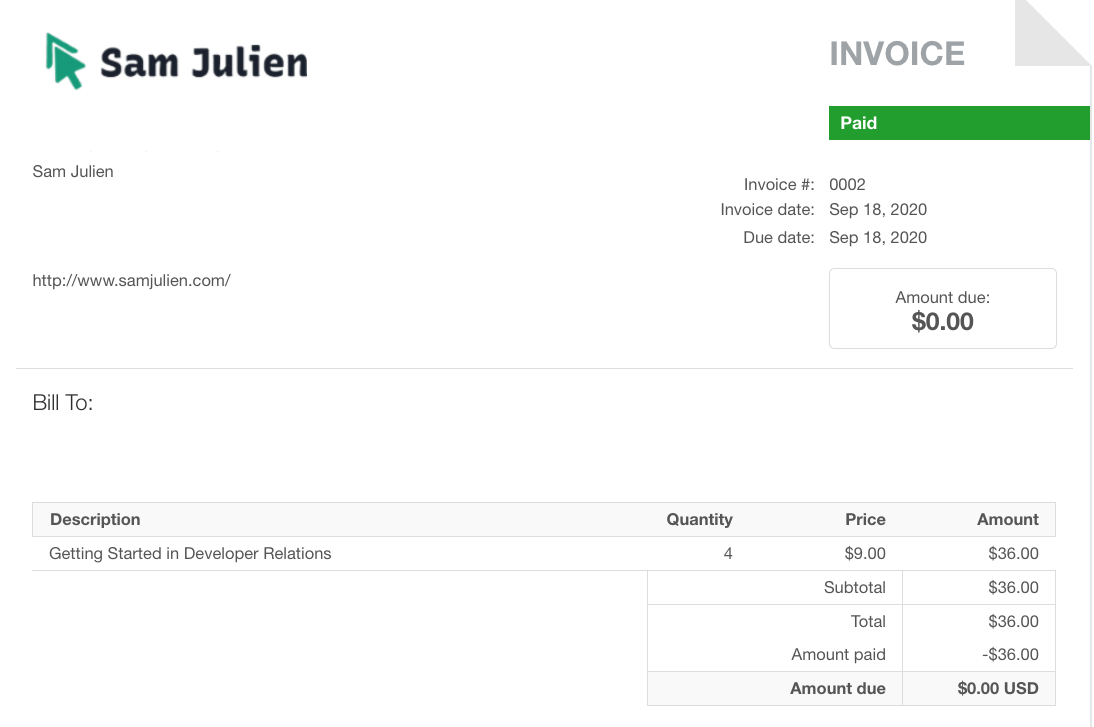 Sam Julien
INVOICE
Paid
Sam Julien
Invoice #: 0002
Invoice date: Sep 18, 2020
Due date: Sep 18, 2020
http://www.samjulien.com/
Amount due:
$0.00
Bill To:
Description Quantity Price Amount
Getting Started in Developer Relations 4 $9.00 $36.00
Subtotal $36.00
Total $36.00
Amount paid -$36.00
Amount due $0.00 USD